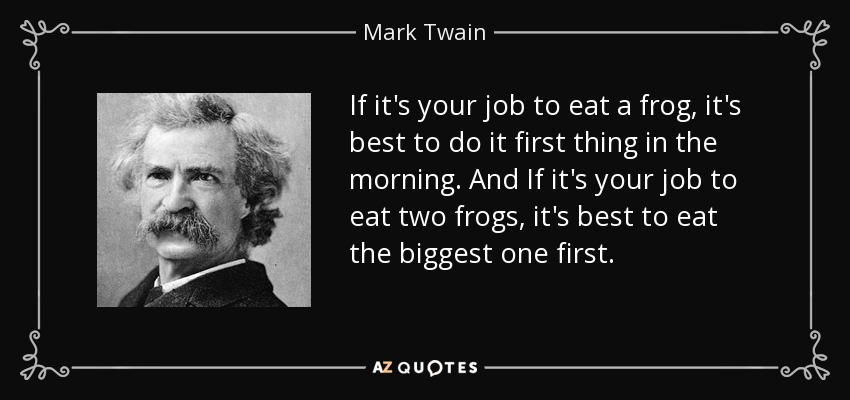 Mark Twain
If it's your job to eat a frog, it's
best to do it first thing in the
morning. And If it's your job to
eat two frogs, it's best to eat
the biggest one first.
AZ QUOTES